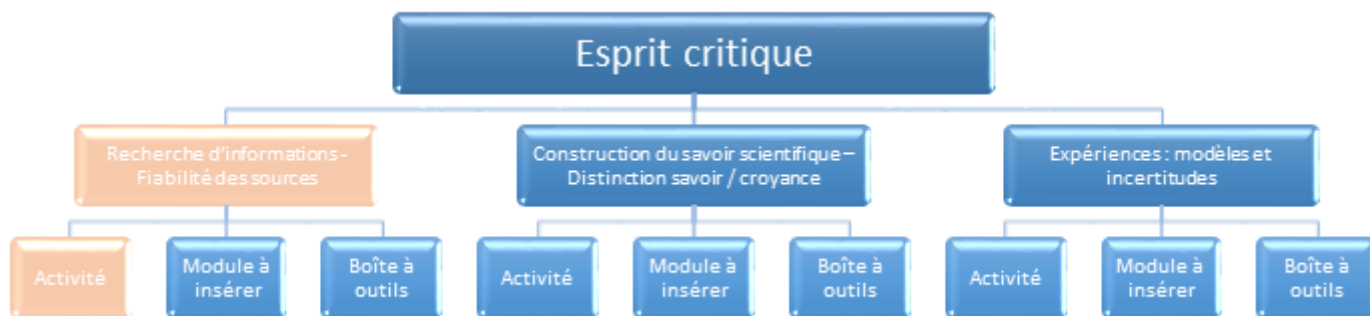 Esprit critique
Recherche d'informations -
Fiabilité des sources
Construction du savoir scientifique –
Distinction savoir / croyance
Expériences : modèles et
incertitudes
Activité
Module à
insérer
Boîte à
outils
Activité
Module à
insérer
Boîte à
outils
Activité
Module à
insérer
Boîte à
outils